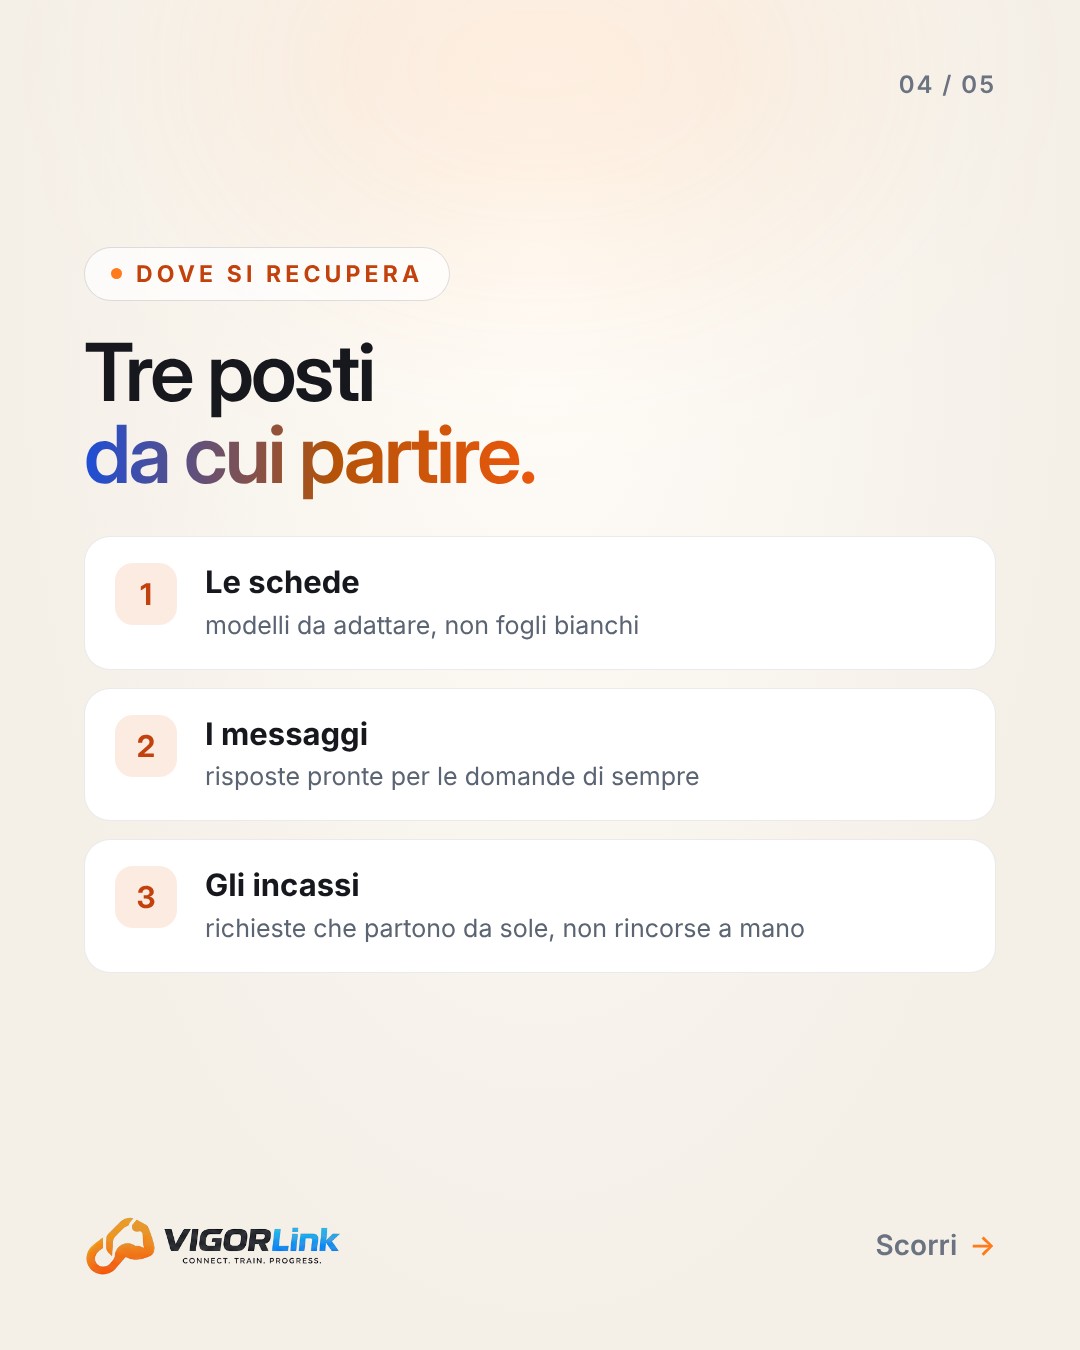 04 / 05
DOVE SI RECUPERA
Tre posti
da cui partire.
1
Le schede
modelli da adattare, non fogli bianchi
2
I messaggi
risposte pronte per le domande di sempre
3
Gli incassi
richieste che partono da sole, non rincorse a mano
VIGORLink
CONNECT. TRAIN. PROGRESS.
Scorri →